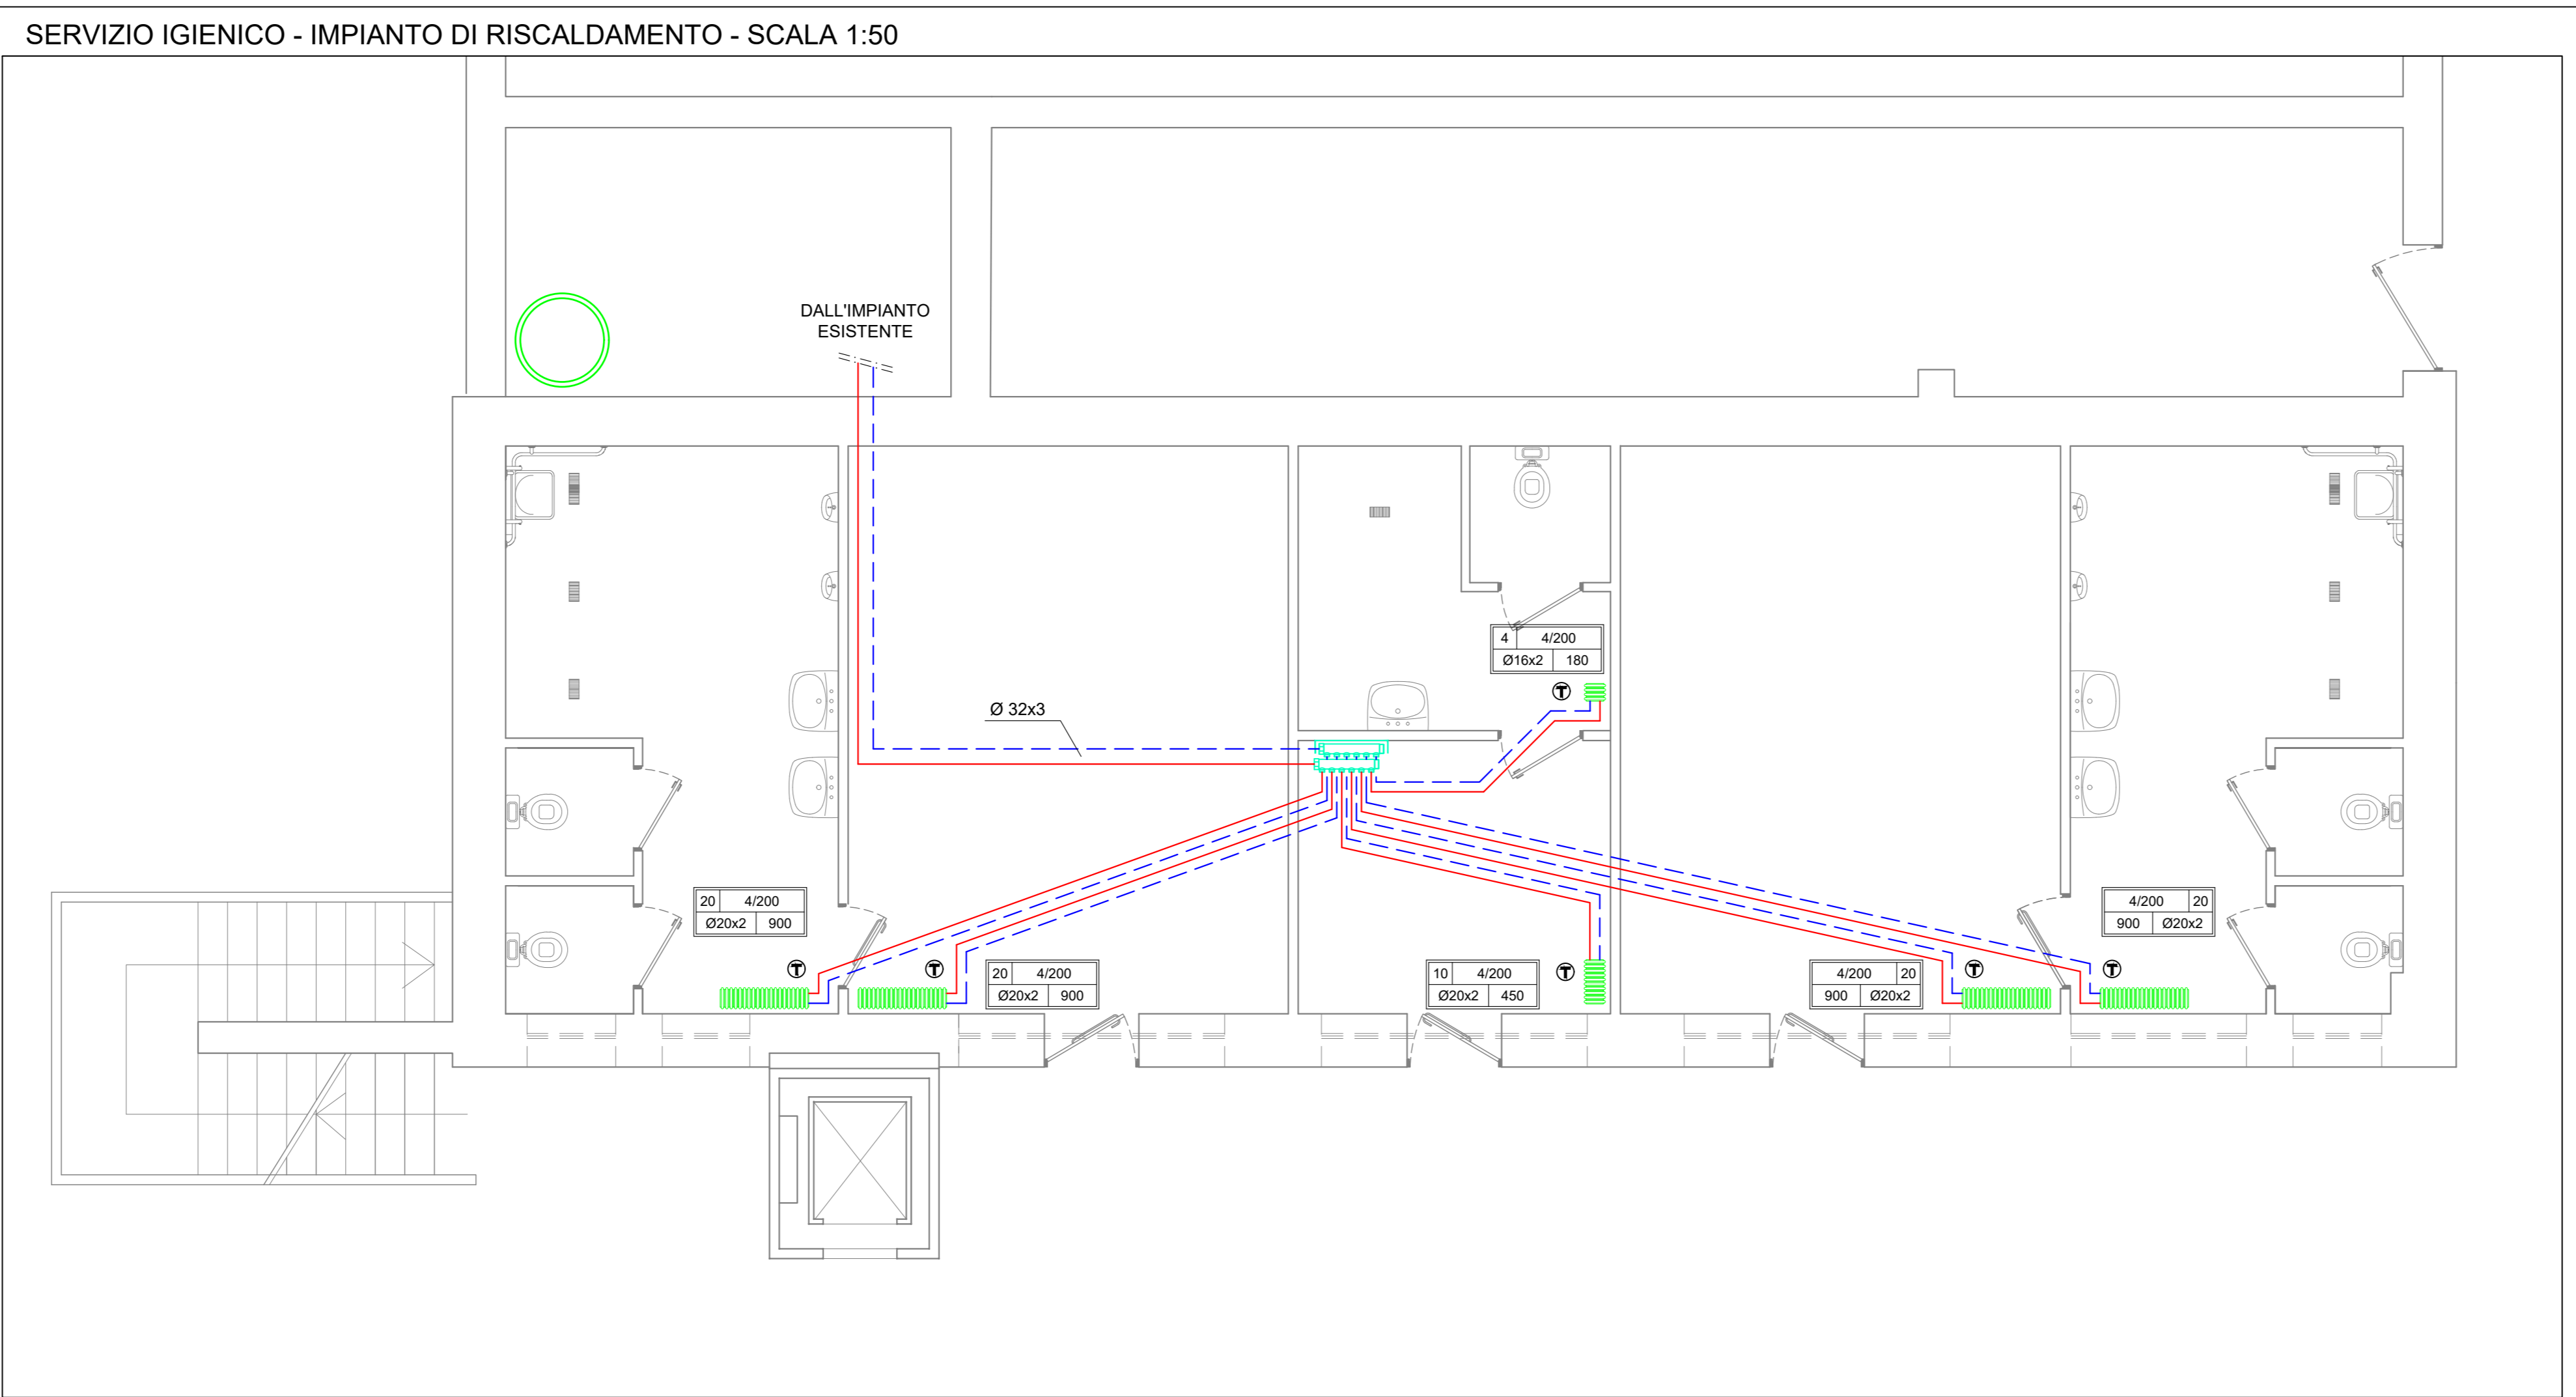 SERVIZIO IGIENICO - IMPIANTO DI RISCALDAMENTO - SCALA 1:50
DALL'IMPIANTO
ESISTENTE
4 4/200
Ø16x2 180
T
Ø 32x3
20 4/200
Ø20x2 900
T
T
20 4/200
Ø20x2 900
10 4/200
Ø20x2 450
T
4/200 20
900 Ø20x2
T
4/200 20
900 Ø20x2
T